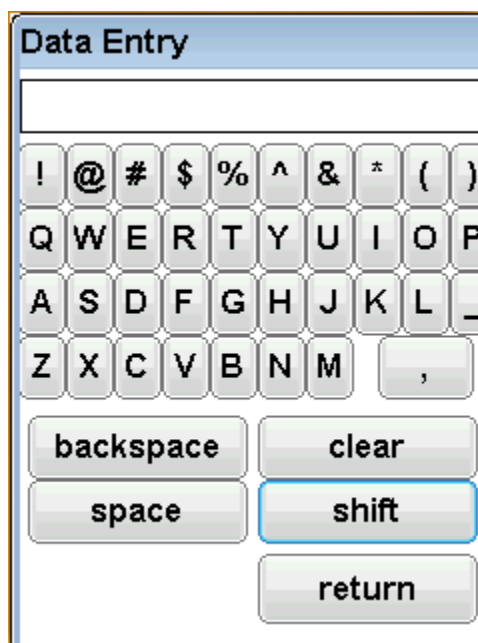 Data Entry
! @ # $ % ^ & * ( )
Q W E R T Y U I O P
A S D F G H J K L _
Z X C V B N M ,
backspace clear
space shift
return